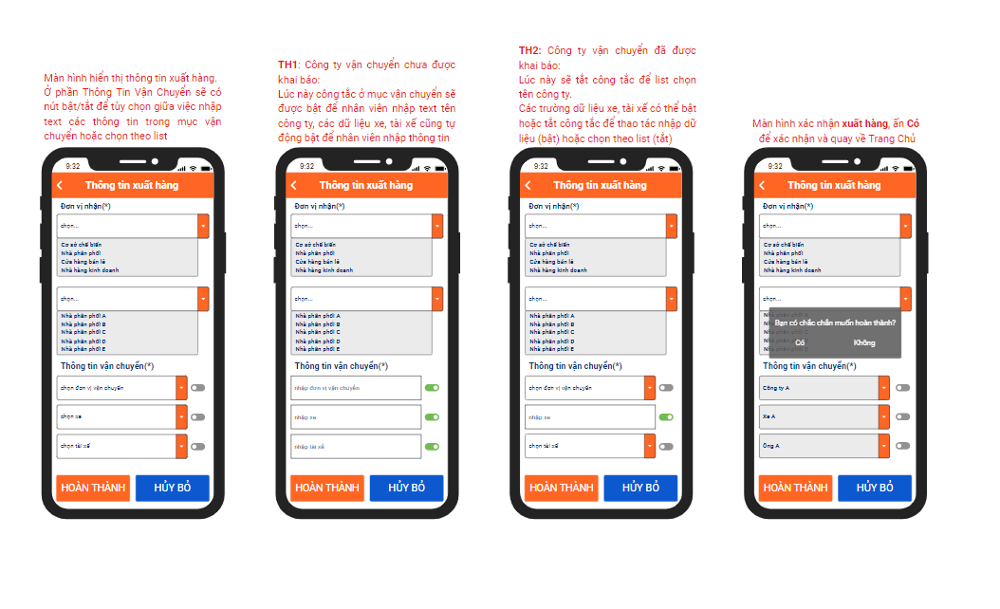 Màn hình hiển thị thông tin xuất hàng.
Ở phần Thông Tin Vận Chuyển sẽ có
nút bật/tắt để tùy chọn giữa việc nhập
text các thông tin trong mục vận
chuyển hoặc chọn theo list
9:32
Thông tin xuất hàng
Đơn vị nhận(*)
chọn...
Cơ sở chế biến
Nhà phân phối
Cửa hàng bán lẻ
Nhà hàng kinh doanh
chọn...
Nhà phân phối A
Nhà phân phối B
Nhà phân phối C
Nhà phân phối D
Nhà phân phối E
Thông tin vận chuyển(*)
chọn đơn vị vận chuyển
chọn xe
chọn tài xế
HOÀN THÀNH
HỦY BỎ
TH1: Công ty vận chuyển chưa được
khai báo:
Lúc này công tắc ở mục vận chuyển sẽ
được bật để nhân viên nhập text tên
công ty, các dữ liệu xe, tài xế cũng tự
động bật để nhân viên nhập thông tin
9:32
Thông tin xuất hàng
Đơn vị nhận(*)
chọn...
Cơ sở chế biến
Nhà phân phối
Cửa hàng bán lẻ
Nhà hàng kinh doanh
chọn...
Nhà phân phối A
Nhà phân phối B
Nhà phân phối C
Nhà phân phối D
Nhà phân phối E
Thông tin vận chuyển(*)
nhập đơn vị vận chuyển
nhập xe
nhập tài xế
HOÀN THÀNH
HỦY BỎ
TH2: Công ty vận chuyển đã được
khai báo:
Lúc này sẽ tắt công tắc để list chọn
tên công ty.
Các trường dữ liệu xe, tài xế có thể bật
hoặc tắt công tắc để thao tác nhập dữ
liệu (bật) hoặc chọn theo list (tắt)
9:32
Thông tin xuất hàng
Đơn vị nhận(*)
chọn...
Cơ sở chế biến
Nhà phân phối
Cửa hàng bán lẻ
Nhà hàng kinh doanh
chọn...
Nhà phân phối A
Nhà phân phối B
Nhà phân phối C
Nhà phân phối D
Nhà phân phối E
Thông tin vận chuyển(*)
chọn đơn vị vận chuyển
nhập xe
chọn tài xế
HOÀN THÀNH
HỦY BỎ
Màn hình xác nhận xuất hàng, ấn Có
để xác nhận và quay về Trang Chủ
9:32
Thông tin xuất hàng
Đơn vị nhận(*)
chọn...
Cơ sở chế biến
Nhà phân phối
Cửa hàng bán lẻ
Nhà hàng kinh doanh
chọn...
Bạn có chắc chắn muốn hoàn thành?
Có
Không
Thông tin vận chuyển(*)
Công ty A
Xe A
Ông A
HOÀN THÀNH
HỦY BỎ